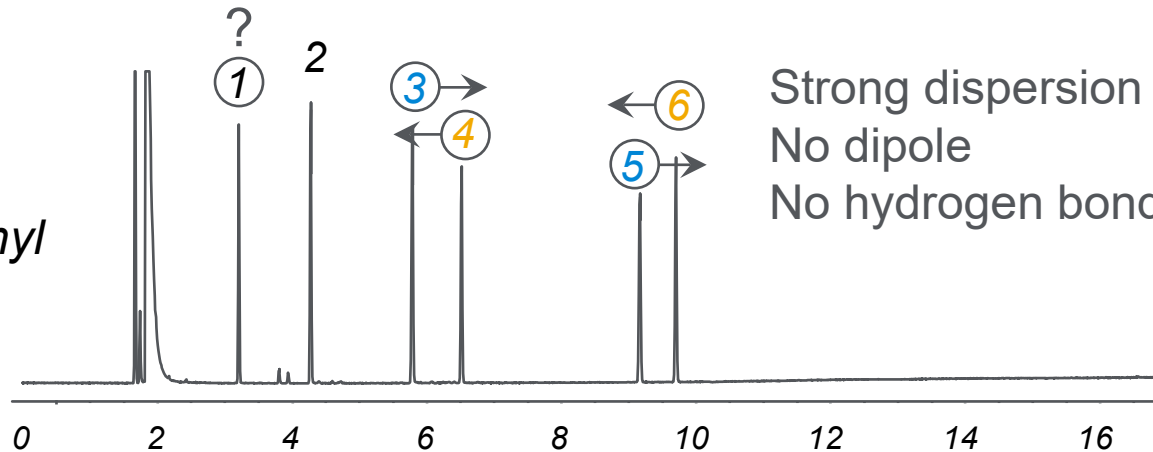 ?
1 2 3 4 6 5
Strong dispersion
No dipole
No hydrogen
0 2 4 6 8 10 12 14 16